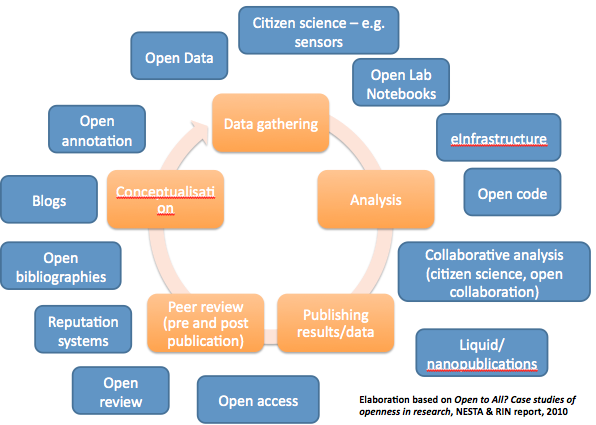 Citizen science – e.g.
sensors
Open Data
Open Lab
Notebooks
Data gathering
Open
annotation
eInfrastructure
Conceptualisati
on
Analysis
Open code
Blogs
Collaborative analysis
(citizen science, open
collaboration)
Open
bibliographies
Peer review
(pre and post
publication)
Publishing
results/data
Reputation
systems
Liquid/
nanopublications
Open
review
Open access
Elaboration based on Open to All? Case studies of
openness in research, NESTA & RIN report, 2010